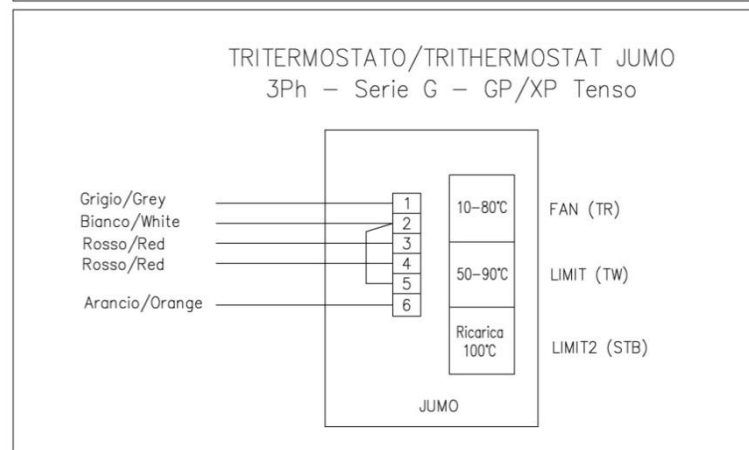 TRITERMOSTATO/TRITHERMOSTAT JUMO
3Ph – Serie G – GP/XP Tenso
Grigio/Grey
1
10–80°C
FAN (TR)
Bianco/White
2
Rosso/Red
3
Rosso/Red
4
50–90°C
LIMIT (TW)
5
Arancio/Orange
6
Ricarica
100°C
LIMIT2 (STB)
JUMO